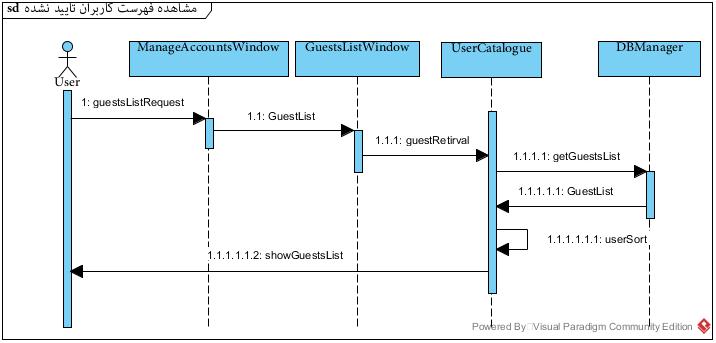 sd مشاهده فهرست کاربران تایید نشده
ManageAccountsWindow
GuestsListWindow
UserCatalogue
DBManager
User
1: guestsListRequest
1.1: GuestList
1.1.1: guestRetirval
1.1.1.1: getGuestsList
1.1.1.1.1: GuestList
1.1.1.1.1.1: userSort
1.1.1.1.1.2: showGuestsList
Powered By Visual Paradigm Community Edition